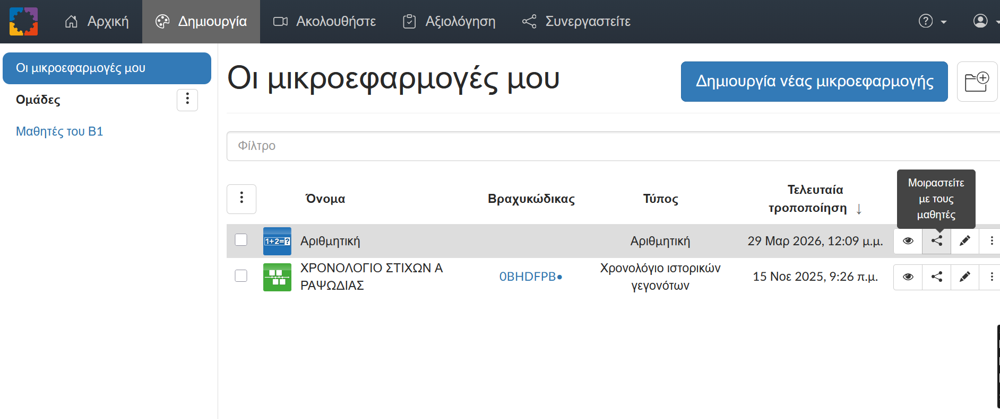 Αρχική Δημιουργία Ακολουθήστε Αξιολόγηση Συνεργαστείτε
Οι μικροεφαρμογές μου
Ομάδες
Μαθητές του Β1
Οι μικροεφαρμογές μου
Δημιουργία νέας μικροεφαρμογής
Φίλτρο
Όνομα Βραχυκώδικας Τύπος Τελευταία
τροποποίηση ↓
Μοιραστείτε
με τους
μαθητές
1+2=? Αριθμητική Αριθμητική 29 Μαρ 2026, 12:09 μ.μ.
ΧΡΟΝΟΛΟΓΙΟ ΣΤΙΧΩΝ Α
ΡΑΨΩΔΙΑΣ
0BHDFPB•
Χρονολόγιο ιστορικών
γεγονότων
15 Νοε 2025, 9:26 π.μ.